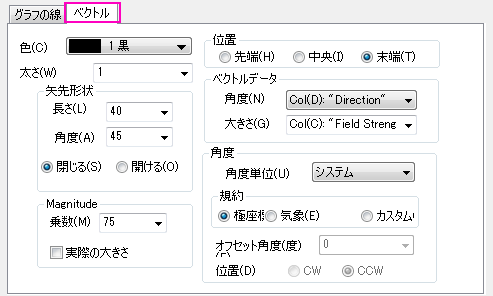 グラフの線 ベクトル
色(C) 1 黒
太さ(W) 1
矢先形状
長さ(L) 40
角度(A) 45
閉じる(S) 開ける(O)
Magnitude
乗数(M) 75
実際の大きさ
位置
先端(H) 中央(I) 末端(T)
ベクトルデータ
角度(N) Col(D): "Direction"
大きさ(G) Col(C): "Field Streng
角度
角度単位(U) システム
規約
極座標 気象(E) カスタム(
オフセット角度(度) 0
位置(D) CW CCW